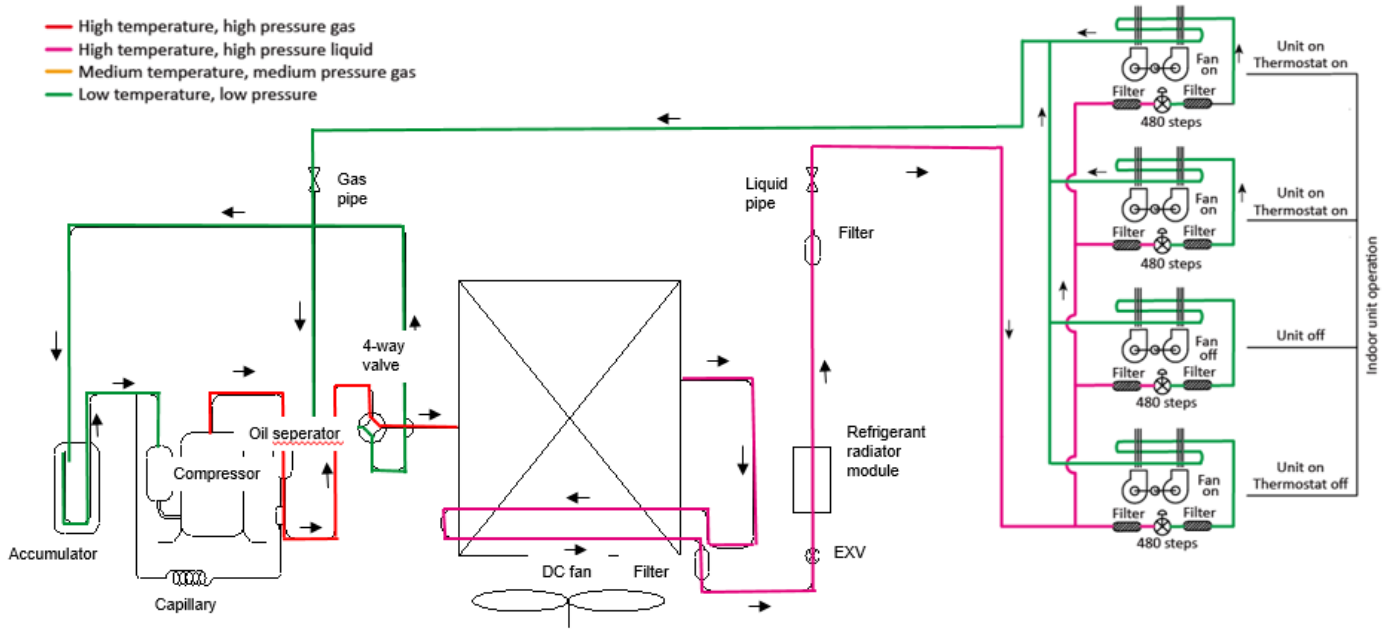 High temperature, high pressure gas
High temperature, high pressure liquid
Medium temperature, medium pressure gas
Low temperature, low pressure
Gas
pipe
Liquid
pipe
Filter
4-way
valve
Oil seperator
Compressor
Accumulator
Capillary
DC fan
Filter
EXV
Refrigerant
radiator
module
Fan
on
Filter
Filter
480 steps
Unit on
Thermostat on
Fan
on
Filter
Filter
480 steps
Unit on
Thermostat on
Fan
off
Filter
Filter
480 steps
Unit off
Fan
on
Filter
Filter
480 steps
Unit on
Thermostat off
Indoor unit operation